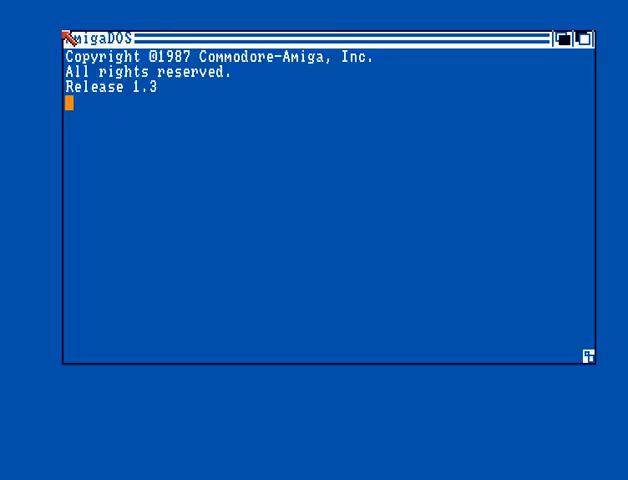 AmigaDOS
Copyright ©1987 Commodore-Amiga, Inc.
All rights reserved.
Release 1.3